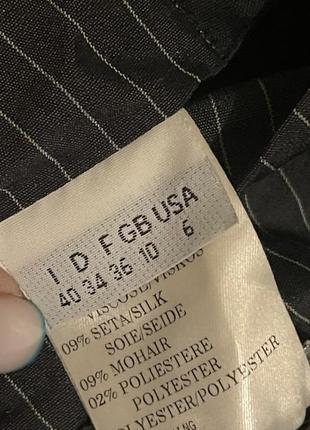 I D F GB USA
40 34 36 10 6
VISCOSE/VISKOS
09% SETA/SILK
SOIE/SEIDE
09% MOHAIR
02% POLIESTERE
POLYESTER
POLYESTER/POLYESTER